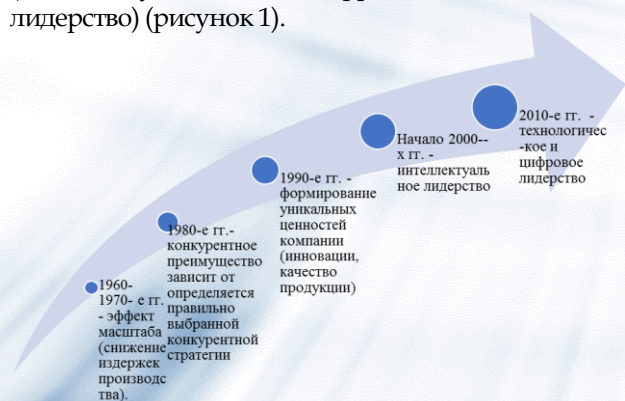 лидерство) (рисунок 1).
1960-
1970- е гг.
- эффект
масштаба
(снижение
издержек
производс
тва).
1980-е гг.-
конкурентное
преимущество
зависит от
определяется
правильно
выбранной
конкурентной
стратегии
1990-е гг. -
формирование
уникальных
ценностей
компании
(инновации,
качество
продукции)
Начало 2000--
х гг. -
интеллектуаль
ное лидерство
2010-е гг. -
технологичес
-кое и
цифровое
лидерство